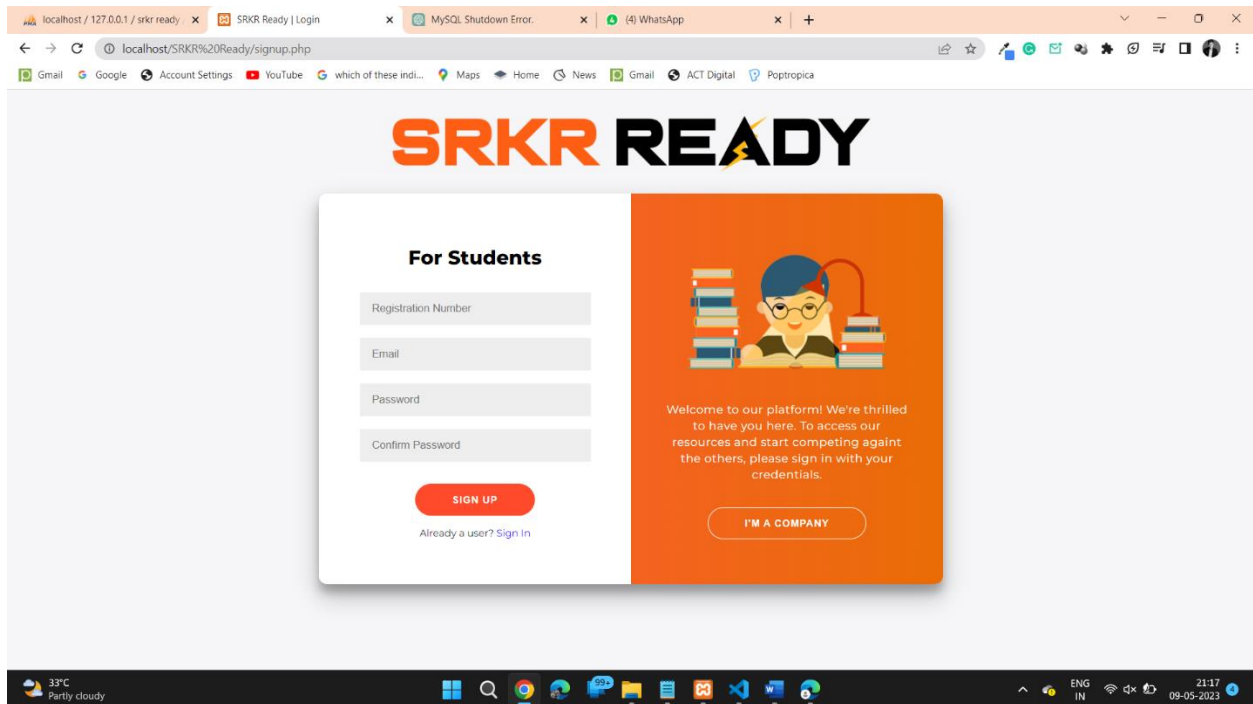 localhost / 127.0.0.1 / srkr ready
SRKR Ready | Login
MySQL Shutdown Error.
(4) WhatsApp
localhost/SRKR%20Ready/signup.php
Gmail
Google
Account Settings
YouTube
which of these indi...
Maps
Home
News
Gmail
ACT Digital
Poptropica
SRKR READY
For Students
Registration Number
Email
Password
Confirm Password
SIGN UP
Already a user? Sign In
Welcome to our platform! We're thrilled
to have you here. To access our
resources and start competing againt
the others, please sign in with your
credentials.
I'M A COMPANY
33°C
Partly cloudy
99+
ENG
IN
21:17
09-05-2023
4